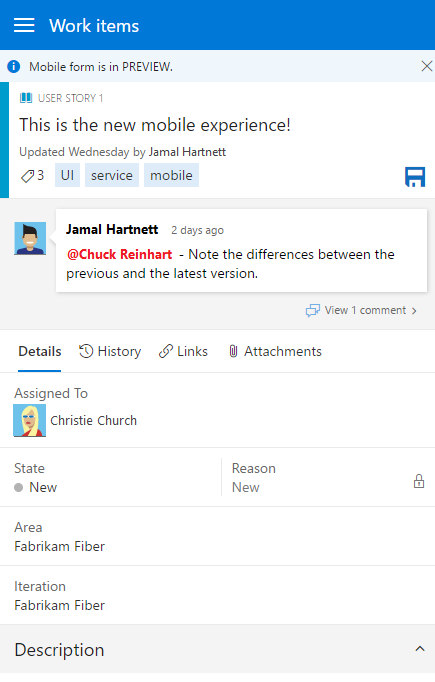 Work items
Mobile form is in PREVIEW.
USER STORY 1
This is the new mobile experience!
Updated Wednesday by Jamal Hartnett
3 UI service mobile
Jamal Hartnett 2 days ago
@Chuck Reinhart - Note the differences between the
previous and the latest version.
View 1 comment
Details History Links Attachments
Assigned To
Christie Church
State Reason
New New
Area
Fabrikam Fiber
Iteration
Fabrikam Fiber
Description